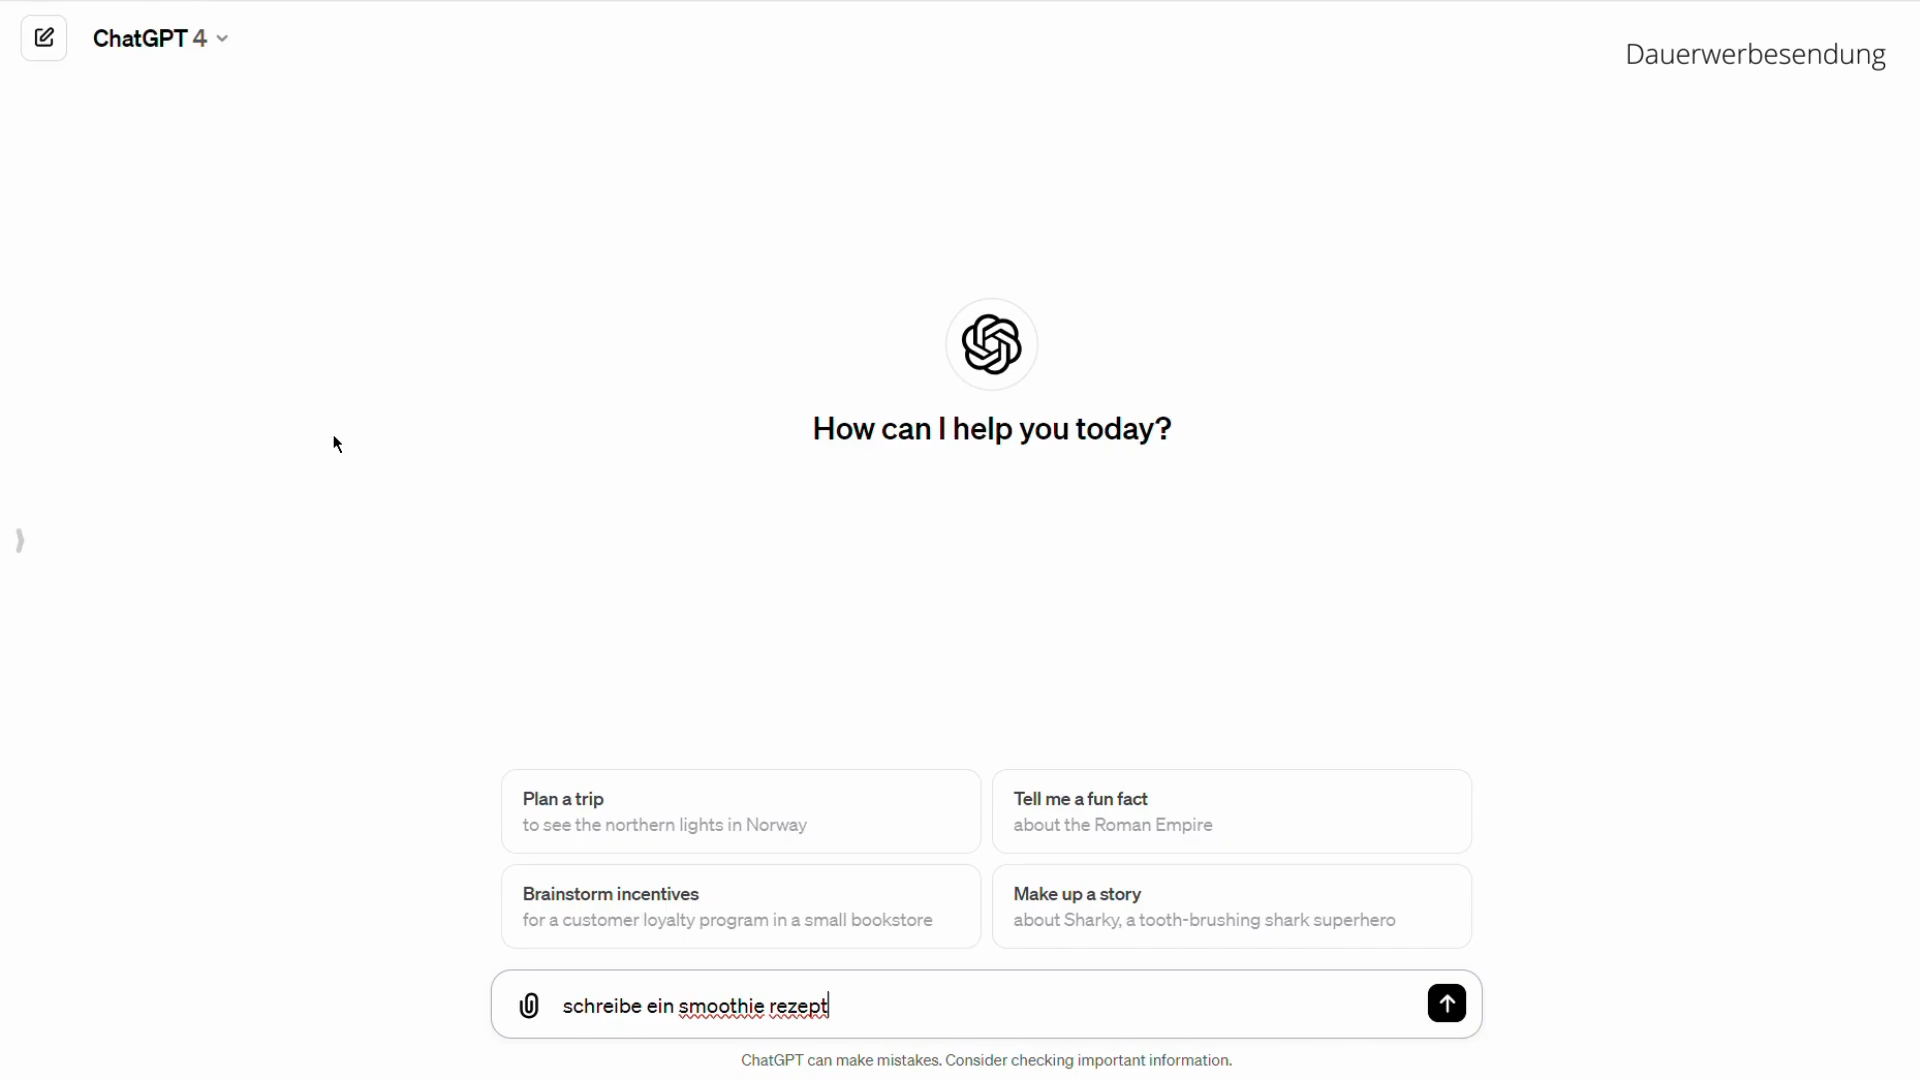 ChatGPT 4
Dauerwerbesendung
How can I help you today?
Plan a trip
to see the northern lights in Norway
Tell me a fun fact
about the Roman Empire
Brainstorm incentives
for a customer loyalty program in a small bookstore
Make up a story
about Sharky, a tooth-brushing shark superhero
schreibe ein smoothie rezept
ChatGPT can make mistakes. Consider checking important information.